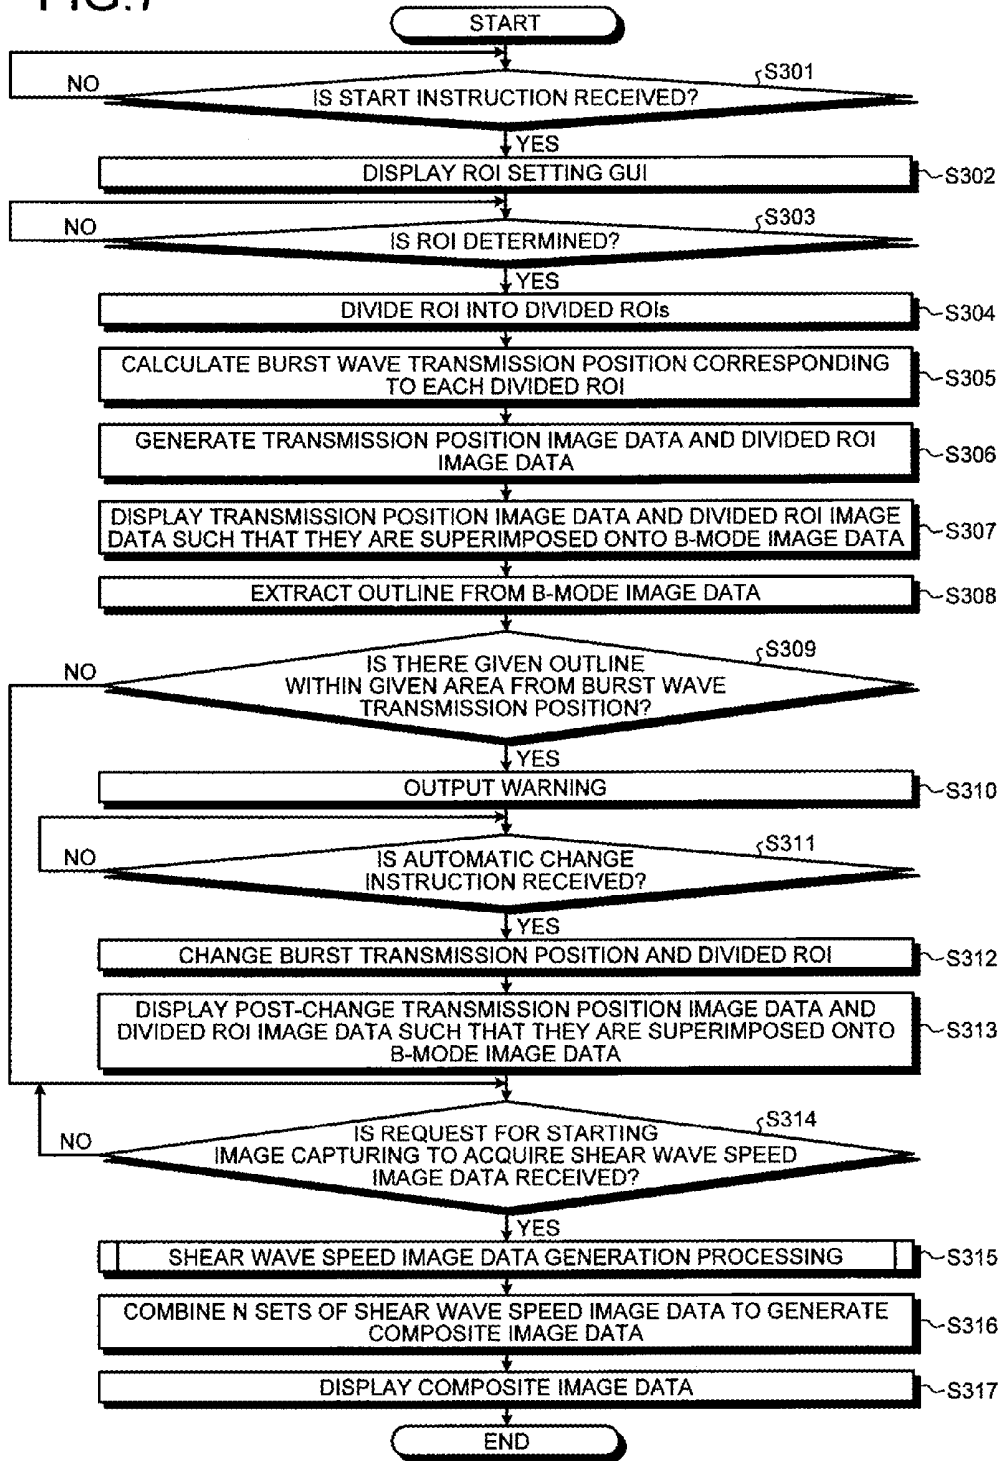 FIG.7
START
S301
NO
IS START INSTRUCTION RECEIVED?
YES
DISPLAY ROI SETTING GUI
S302
S303
NO
IS ROI DETERMINED?
YES
DIVIDE ROI INTO DIVIDED ROIs
S304
CALCULATE BURST WAVE TRANSMISSION POSITION CORRESPONDING
TO EACH DIVIDED ROI
S305
GENERATE TRANSMISSION POSITION IMAGE DATA AND DIVIDED ROI
IMAGE DATA
S306
DISPLAY TRANSMISSION POSITION IMAGE DATA AND DIVIDED ROI IMAGE
DATA SUCH THAT THEY ARE SUPERIMPOSED ONTO B-MODE IMAGE DATA
S307
EXTRACT OUTLINE FROM B-MODE IMAGE DATA
S308
S309
NO
IS THERE GIVEN OUTLINE
WITHIN GIVEN AREA FROM BURST WAVE
TRANSMISSION POSITION?
YES
OUTPUT WARNING
S310
S311
NO
IS AUTOMATIC CHANGE
INSTRUCTION RECEIVED?
YES
CHANGE BURST TRANSMISSION POSITION AND DIVIDED ROI
S312
DISPLAY POST-CHANGE TRANSMISSION POSITION IMAGE DATA AND
DIVIDED ROI IMAGE DATA SUCH THAT THEY ARE SUPERIMPOSED ONTO
B-MODE IMAGE DATA
S313
S314
NO
IS REQUEST FOR STARTING
IMAGE CAPTURING TO ACQUIRE SHEAR WAVE SPEED
IMAGE DATA RECEIVED?
YES
SHEAR WAVE SPEED IMAGE DATA GENERATION PROCESSING
S315
COMBINE N SETS OF SHEAR WAVE SPEED IMAGE DATA TO GENERATE
COMPOSITE IMAGE DATA
S316
DISPLAY COMPOSITE IMAGE DATA
S317
END